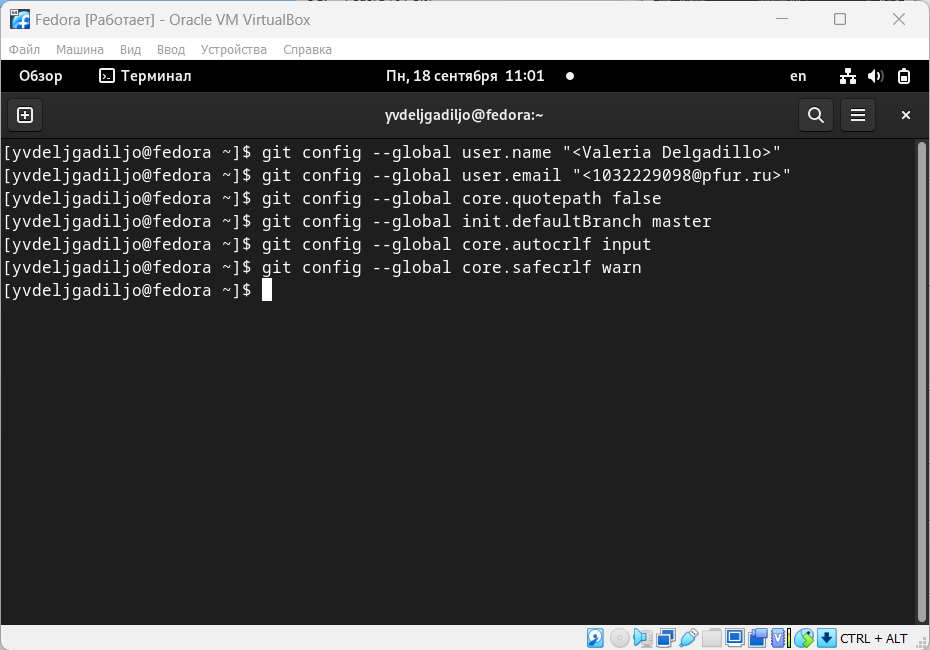 Fedora [Работает] - Oracle VM VirtualBox
Файл Машина Вид Ввод Устройства Справка
Обзор Терминал Пн, 18 сентября 11:01 en
yvdeljgadiljo@fedora:~
[yvdeljgadiljo@fedora ~]$ git config --global user.name "<Valeria Delgadillo>"
[yvdeljgadiljo@fedora ~]$ git config --global user.email "<1032229098@pfur.ru>"
[yvdeljgadiljo@fedora ~]$ git config --global core.quotepath false
[yvdeljgadiljo@fedora ~]$ git config --global init.defaultBranch master
[yvdeljgadiljo@fedora ~]$ git config --global core.autocrlf input
[yvdeljgadiljo@fedora ~]$ git config --global core.safecrlf warn
[yvdeljgadiljo@fedora ~]$
CTRL + ALT